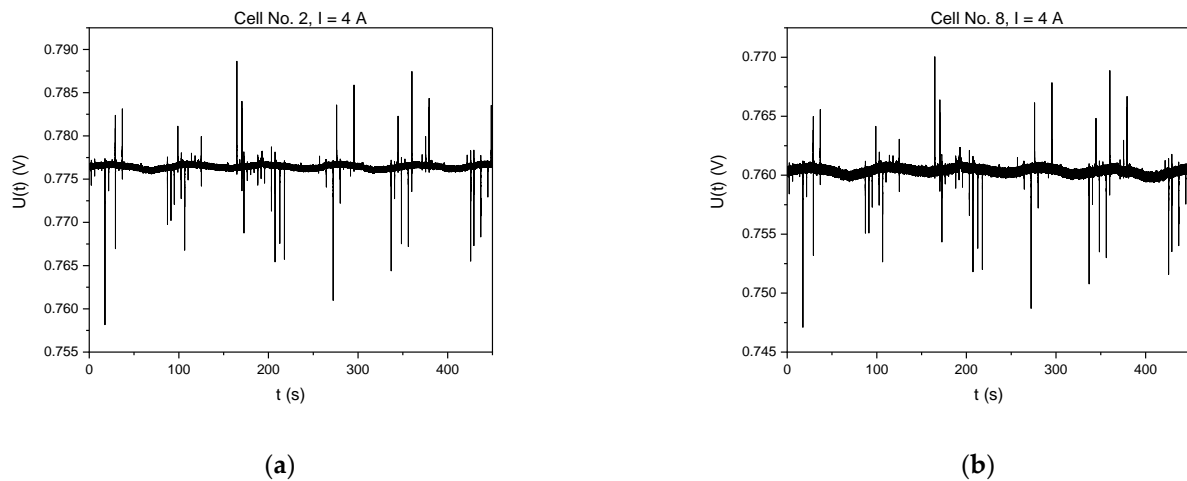 Cell No. 2, I = 4 A
0.790
0.785
0.780
0.775
0.770
0.765
0.760
0.755
U(t) (V)
0 100 200 300 400
t (s)
(a)
Cell No. 8, I = 4 A
0.770
0.765
0.760
0.755
0.750
0.745
U(t) (V)
0 100 200 300 400
t (s)
(b)